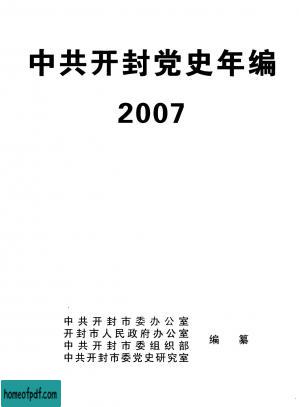 中共开封党史年编
2007
中共开封市委办公室
开封市人民政府办公室
中共开封市委组织部
中共开封市委党史研究室
编 纂
homeofpdf.com